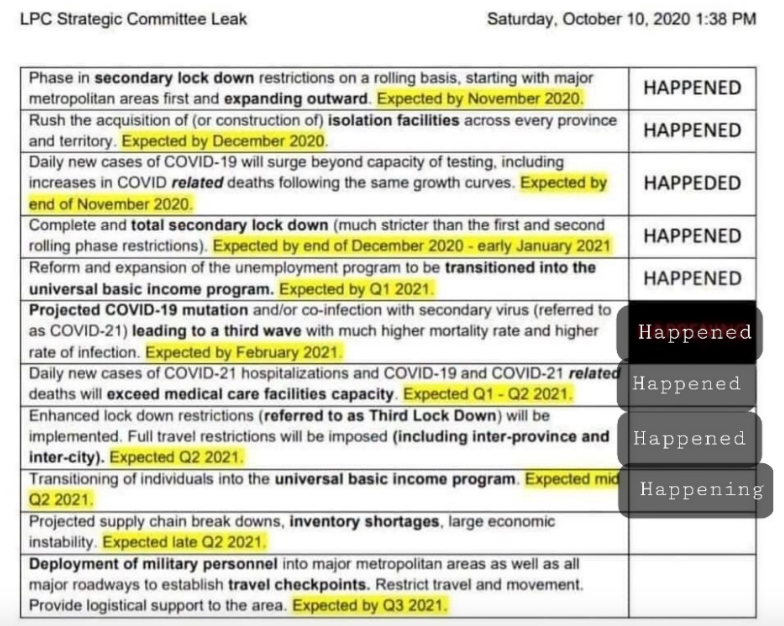 LPC Strategic Committee Leak
Saturday, October 10, 2020 1:38 PM
Phase in secondary lock down restrictions on a rolling basis, starting with major
metropolitan areas first and expanding outward. Expected by November 2020.
HAPPENED
Rush the acquisition of (or construction of) isolation facilities across every province
and territory. Expected by December 2020.
HAPPENED
Daily new cases of COVID-19 will surge beyond capacity of testing, including
increases in COVID related deaths following the same growth curves. Expected by
end of November 2020.
HAPPEDED
Complete and total secondary lock down (much stricter than the first and second
rolling phase restrictions). Expected by end of December 2020 - early January 2021
HAPPENED
Reform and expansion of the unemployment program to be transitioned into the
universal basic income program. Expected by Q1 2021.
HAPPENED
Projected COVID-19 mutation and/or co-infection with secondary virus (referred to
as COVID-21) leading to a third wave with much higher mortality rate and higher
rate of infection. Expected by February 2021.
Happened
Daily new cases of COVID-21 hospitalizations and COVID-19 and COVID-21 related
deaths will exceed medical care facilities capacity. Expected Q1 - Q2 2021.
Happened
Enhanced lock down restrictions (referred to as Third Lock Down) will be
implemented. Full travel restrictions will be imposed (including inter-province and
inter-city). Expected Q2 2021.
Happened
Transitioning of individuals into the universal basic income program. Expected mid
Q2 2021.
Happening
Projected supply chain break downs, inventory shortages, large economic
instability. Expected late Q2 2021.
Deployment of military personnel into major metropolitan areas as well as all
major roadways to establish travel checkpoints. Restrict travel and movement.
Provide logistical support to the area. Expected by Q3 2021.